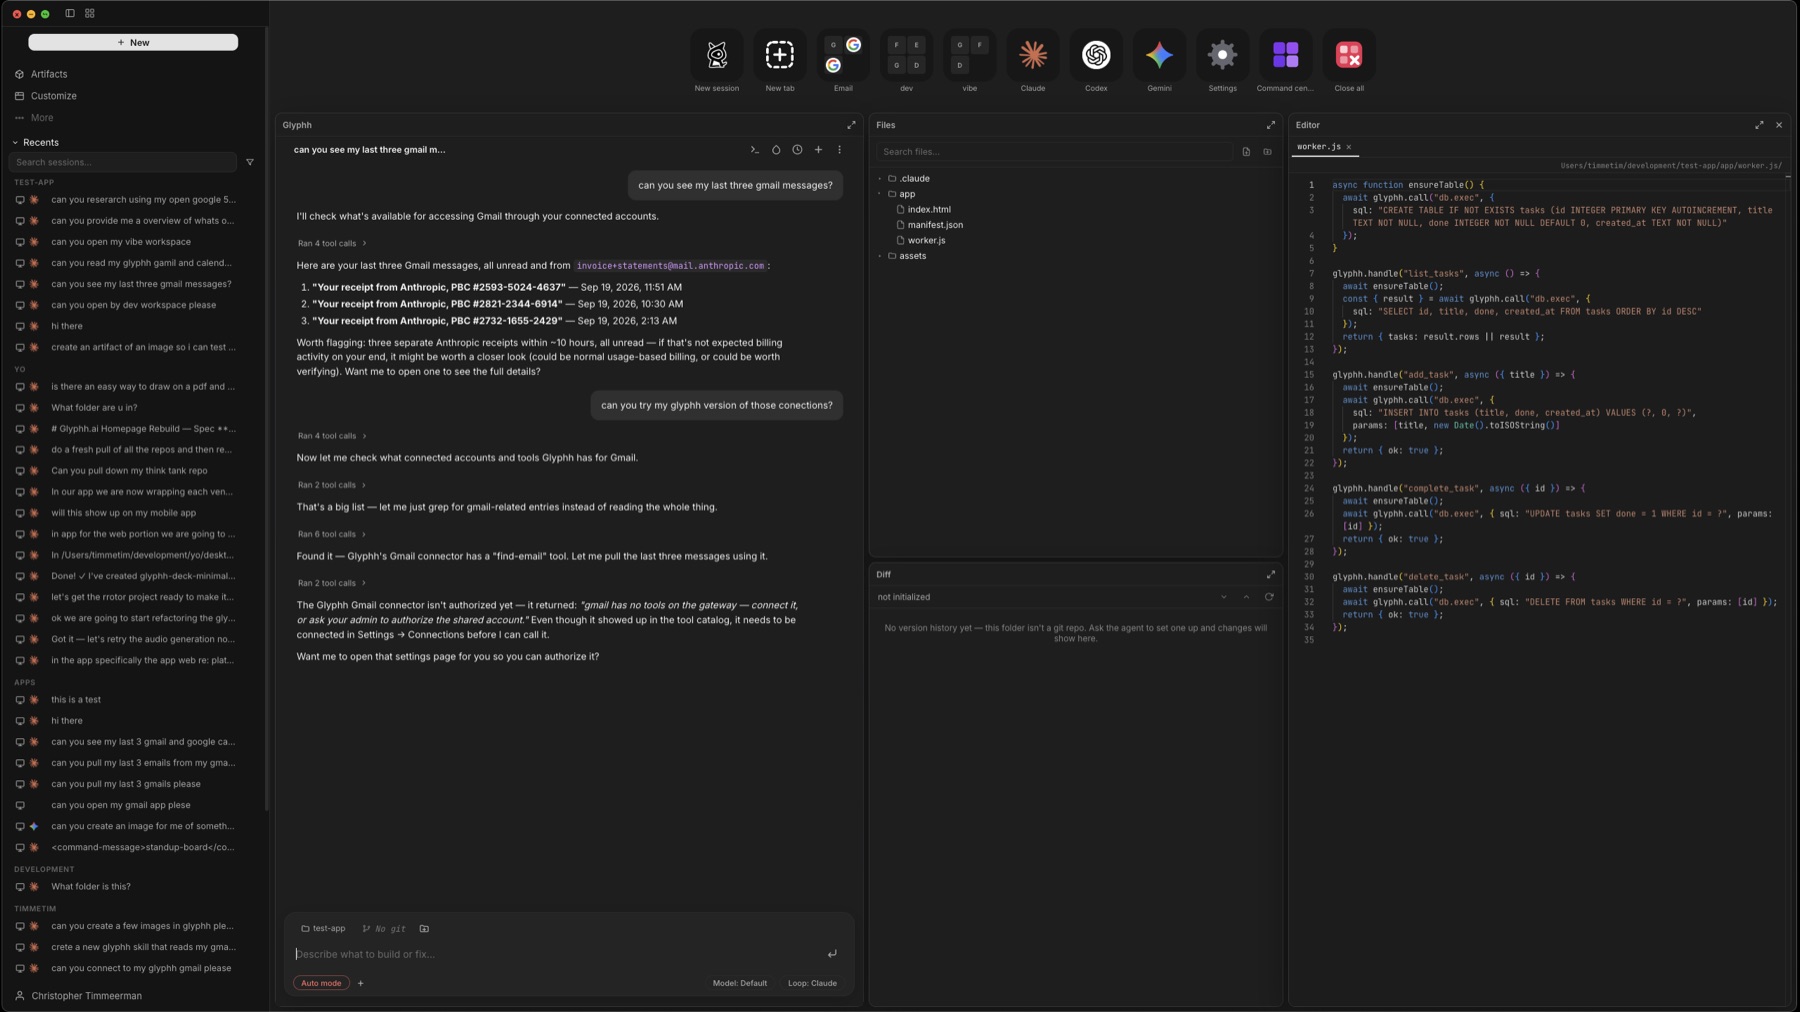 + New
Artifacts
Customize
More
Recents
Search sessions...
TEST-APP
can you reserarch using my open google 5...
can you provide me a overview of whats o...
can you open my vibe workspace
can you read my glyphh gamil and calend...
can you see my last three gmail messages?
can you open by dev workspace please
hi there
create an artifact of an image so i can test ...
YO
is there an easy way to draw on a pdf and ...
What folder are u in?
# Glyphh.ai Homepage Rebuild — Spec **...
do a fresh pull of all the repos and then re...
Can you pull down my think tank repo
In our app we are now wrapping each ven...
will this show up on my mobile app
in app for the web portion we are going to ...
In /Users/timmetim/development/yo/deskt...
Done! ✓ I've created glyphh-deck-minimal...
let's get the rrotor project ready to make it...
ok we are going to start refactoring the gly...
Got it — let's retry the audio generation no...
in the app specifically the app web re: plat...
APPS
this is a test
hi there
can you see my last 3 gmail and google ca...
can you pull my last 3 emails from my gma...
can you pull my last 3 gmails please
can you open my gmail app plese
can you create an image for me of someth...
<command-message>standup-board</co...
DEVELOPMENT
What folder is this?
TIMMETIM
can you create a few images in glyphh ple...
crete a new glyphh skill that reads my gma...
can you connect to my glyphh gmail please
Christopher Timmeerman
G
F E
G D
G F
D
New session
New tab
Email
dev
vibe
Claude
Codex
Gemini
Settings
Command cen...
Close all
Glyphh
can you see my last three gmail m...
can you see my last three gmail messages?
I'll check what's available for accessing Gmail through your connected accounts.
Ran 4 tool calls >
Here are your last three Gmail messages, all unread and from invoice+statements@mail.anthropic.com:
1. "Your receipt from Anthropic, PBC #2593-5024-4637" — Sep 19, 2026, 11:51 AM
2. "Your receipt from Anthropic, PBC #2821-2344-6914" — Sep 19, 2026, 10:30 AM
3. "Your receipt from Anthropic, PBC #2732-1655-2429" — Sep 19, 2026, 2:13 AM
Worth flagging: three separate Anthropic receipts within ~10 hours, all unread — if that's not expected billing
activity on your end, it might be worth a closer look (could be normal usage-based billing, or could be worth
verifying). Want me to open one to see the full details?
can you try my glyphh version of those conections?
Ran 4 tool calls >
Now let me check what connected accounts and tools Glyphh has for Gmail.
Ran 2 tool calls >
That's a big list — let me just grep for gmail-related entries instead of reading the whole thing.
Ran 6 tool calls >
Found it — Glyphh's Gmail connector has a "find-email" tool. Let me pull the last three messages using it.
Ran 2 tool calls >
The Glyphh Gmail connector isn't authorized yet — it returned: "gmail has no tools on the gateway — connect it,
or ask your admin to authorize the shared account." Even though it showed up in the tool catalog, it needs to be
connected in Settings → Connections before I can call it.
Want me to open that settings page for you so you can authorize it?
test-app
No git
Describe what to build or fix...
Auto mode
+
Model: Default
Loop: Claude
Files
Search files...
.claude
app
index.html
manifest.json
worker.js
assets
Diff
not initialized
No version history yet — this folder isn't a git repo. Ask the agent to set one up and changes will
show here.
Editor
worker.js ×
Users/timmetim/development/test-app/app/worker.js/
1 async function ensureTable() {
2 await glyphh.call("db.exec", {
3 sql: "CREATE TABLE IF NOT EXISTS tasks (id INTEGER PRIMARY KEY AUTOINCREMENT, title
TEXT NOT NULL, done INTEGER NOT NULL DEFAULT 0, created_at TEXT NOT NULL)"
4 });
5 }
6
7 glyphh.handle("list_tasks", async () => {
8 await ensureTable();
9 const { result } = await glyphh.call("db.exec", {
10 sql: "SELECT id, title, done, created_at FROM tasks ORDER BY id DESC"
11 });
12 return { tasks: result.rows || result };
13 });
14
15 glyphh.handle("add_task", async ({ title }) => {
16 await ensureTable();
17 await glyphh.call("db.exec", {
18 sql: "INSERT INTO tasks (title, done, created_at) VALUES (?, 0, ?)",
19 params: [title, new Date().toISOString()]
20 });
21 return { ok: true };
22 });
23
24 glyphh.handle("complete_task", async ({ id }) => {
25 await ensureTable();
26 await glyphh.call("db.exec", { sql: "UPDATE tasks SET done = 1 WHERE id = ?", params:
[id] });
27 return { ok: true };
28 });
29
30 glyphh.handle("delete_task", async ({ id }) => {
31 await ensureTable();
32 await glyphh.call("db.exec", { sql: "DELETE FROM tasks WHERE id = ?", params: [id] });
33 return { ok: true };
34 });
35